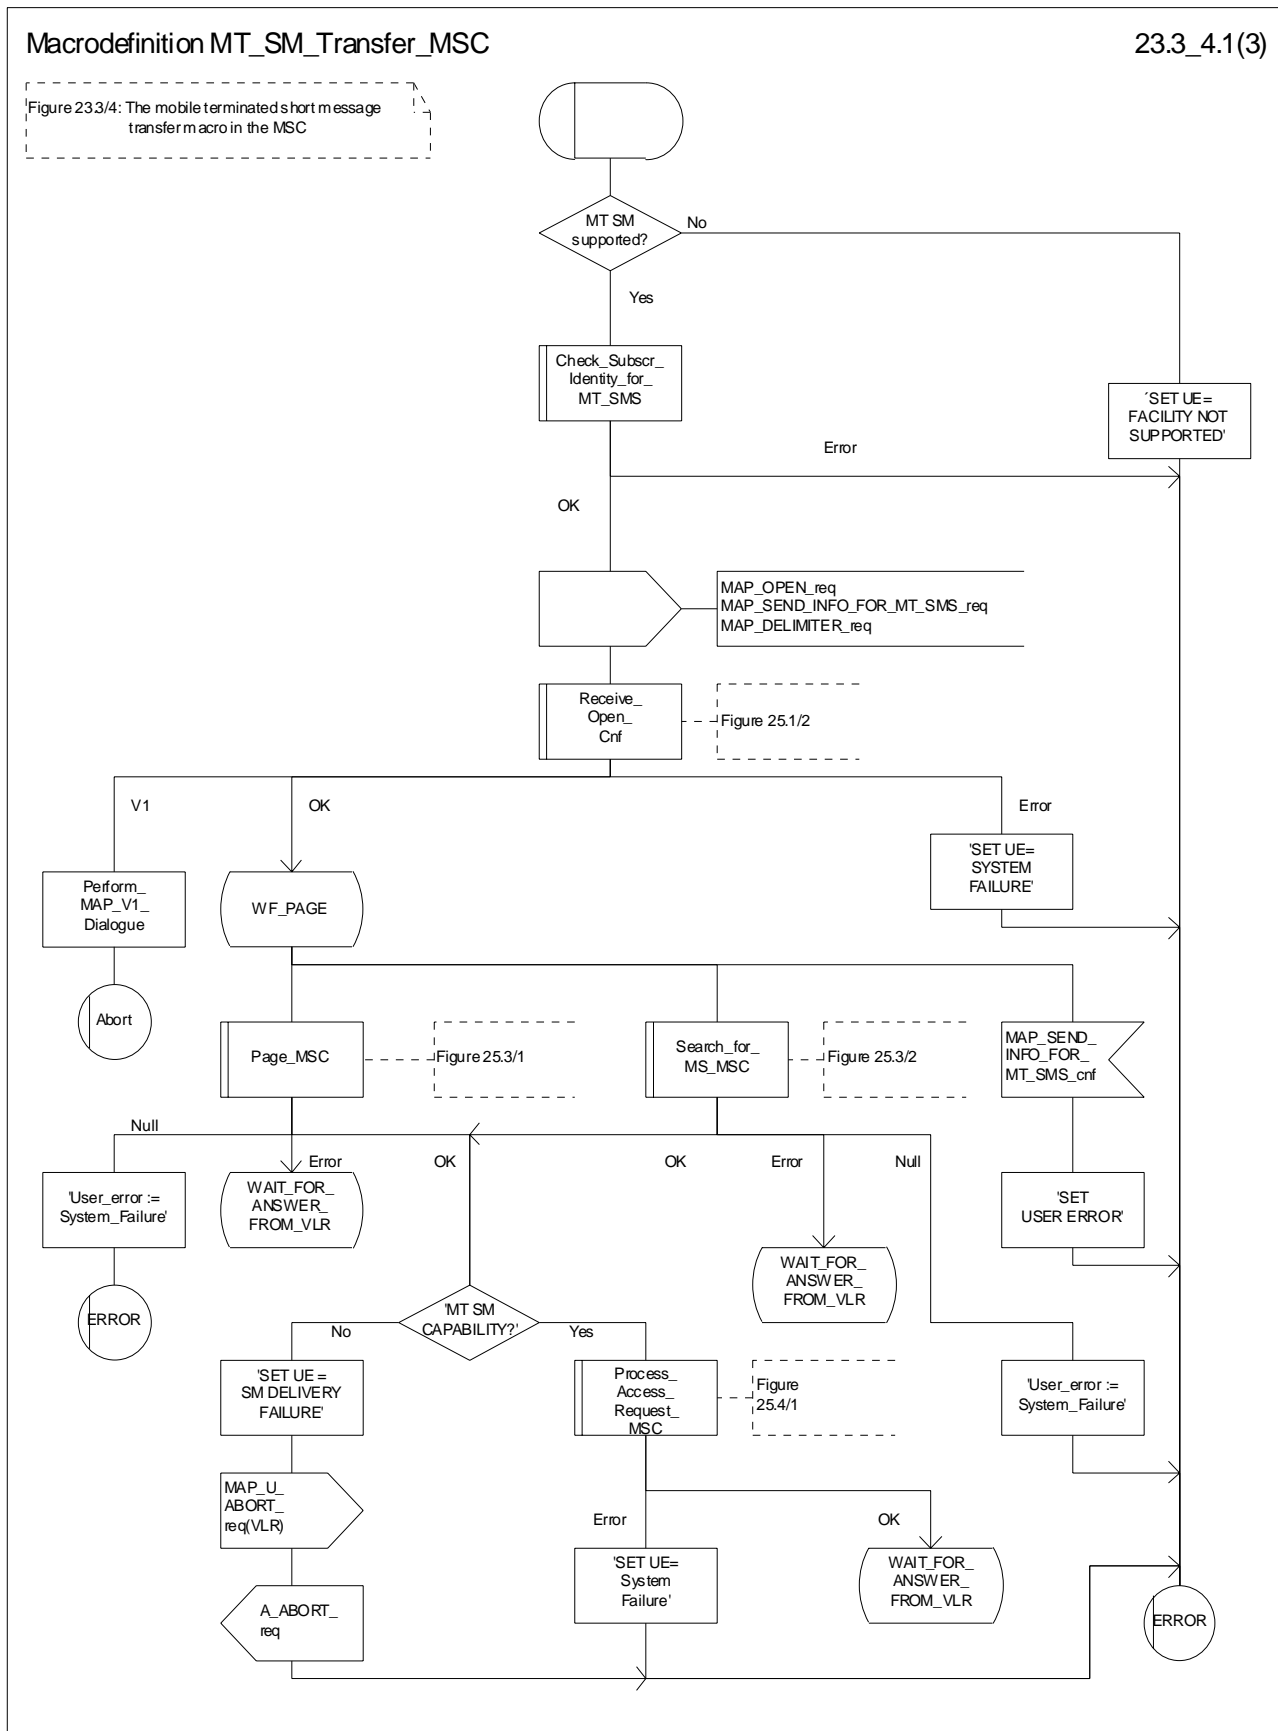 Macrodefinition MT_SM_Transfer_MSC
23.3_4.1(3)
Figure 23.3/4: The mobile terminated short message
transfer macro in the MSC
MT SM
supported?
No
Yes
Check_Subscr_
Identity_for_
MT_SMS
´SET UE=
FACILITY NOT
SUPPORTED'
Error
OK
MAP_OPEN_req
MAP_SEND_INFO_FOR_MT_SMS_req
MAP_DELIMITER_req
Receive_
Open_
Cnf
Figure 25.1/2
V1
OK
Error
Perform_
MAP_V1_
Dialogue
WF_PAGE
'SET UE=
SYSTEM
FAILURE'
Abort
Page_MSC
Figure 25.3/1
Search_for_
MS_MSC
Figure 25.3/2
MAP_SEND_
INFO_FOR_
MT_SMS_cnf
Null
Error
OK
OK
Error
Null
'User_error :=
System_Failure'
WAIT_FOR_
ANSWER_
FROM_VLR
'SET
USER ERROR'
WAIT_FOR_
ANSWER_
FROM_VLR
ERROR
'MT SM
CAPABILITY?'
No
Yes
'SET UE =
SM DELIVERY
FAILURE'
Process_
Access_
Request_
MSC
Figure
25.4/1
'User_error :=
System_Failure'
MAP_U_
ABORT_
req(VLR)
Error
OK
'SET UE=
System
Failure'
WAIT_FOR_
ANSWER_
FROM_VLR
A_ABORT_
req
ERROR